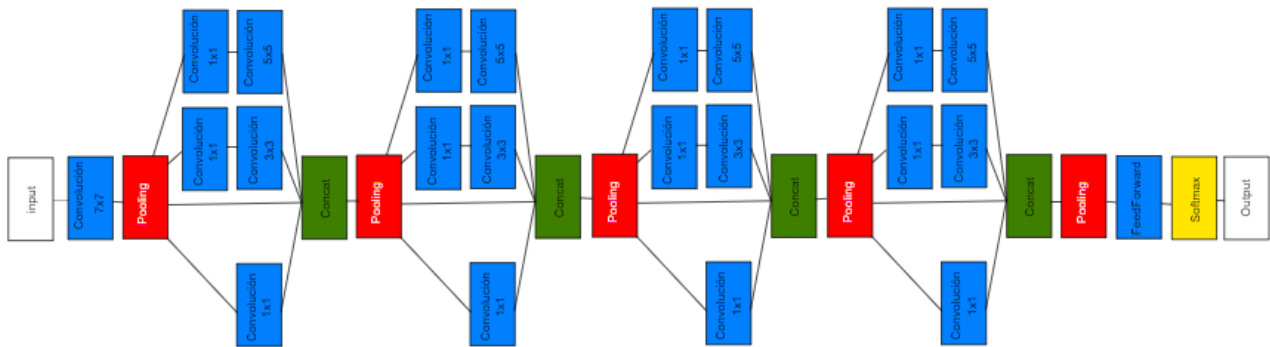 input
Convolución
7x7
Pooling
Convolución
1x1
Convolución
5x5
Convolución
1x1
Convolución
3x3
Convolución
1x1
Concat
Pooling
Convolución
1x1
Convolución
5x5
Convolución
1x1
Convolución
3x3
Convolución
1x1
Concat
Pooling
Convolución
1x1
Convolución
5x5
Convolución
1x1
Convolución
3x3
Convolución
1x1
Concat
Pooling
Convolución
1x1
Convolución
5x5
Convolución
1x1
Convolución
3x3
Convolución
1x1
Concat
Pooling
FeedForward
Softmax
Output